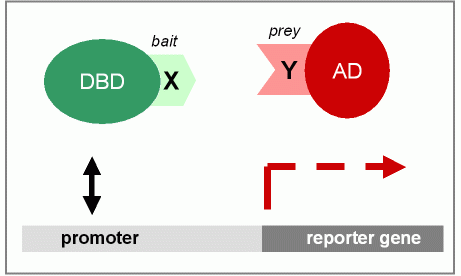 bait
prey
DBD
X
Y
AD
promoter
reporter gene